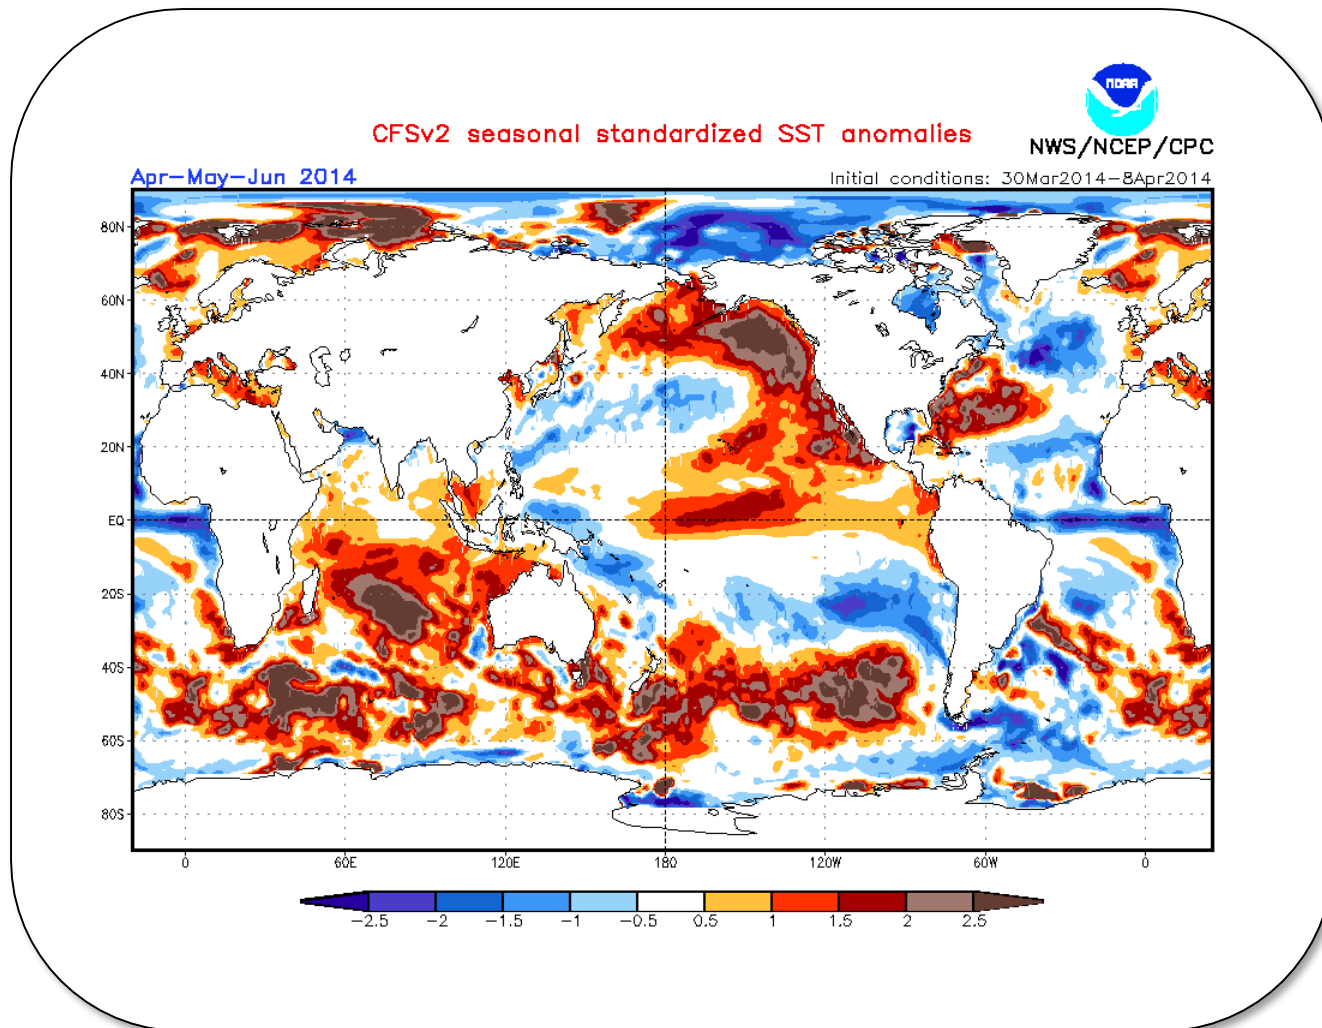 NOAA
CFSv2 seasonal standardized SST anomalies
NWS/NCEP/CPC
Apr-May-Jun 2014
Initial conditions: 30Mar2014-8Apr2014
80N
60N
40N
20N
EQ
20S
40S
60S
80S
0 60E 120E 180 120W 60W 0
-2.5 -2 -1.5 -1 -0.5 0.5 1 1.5 2 2.5